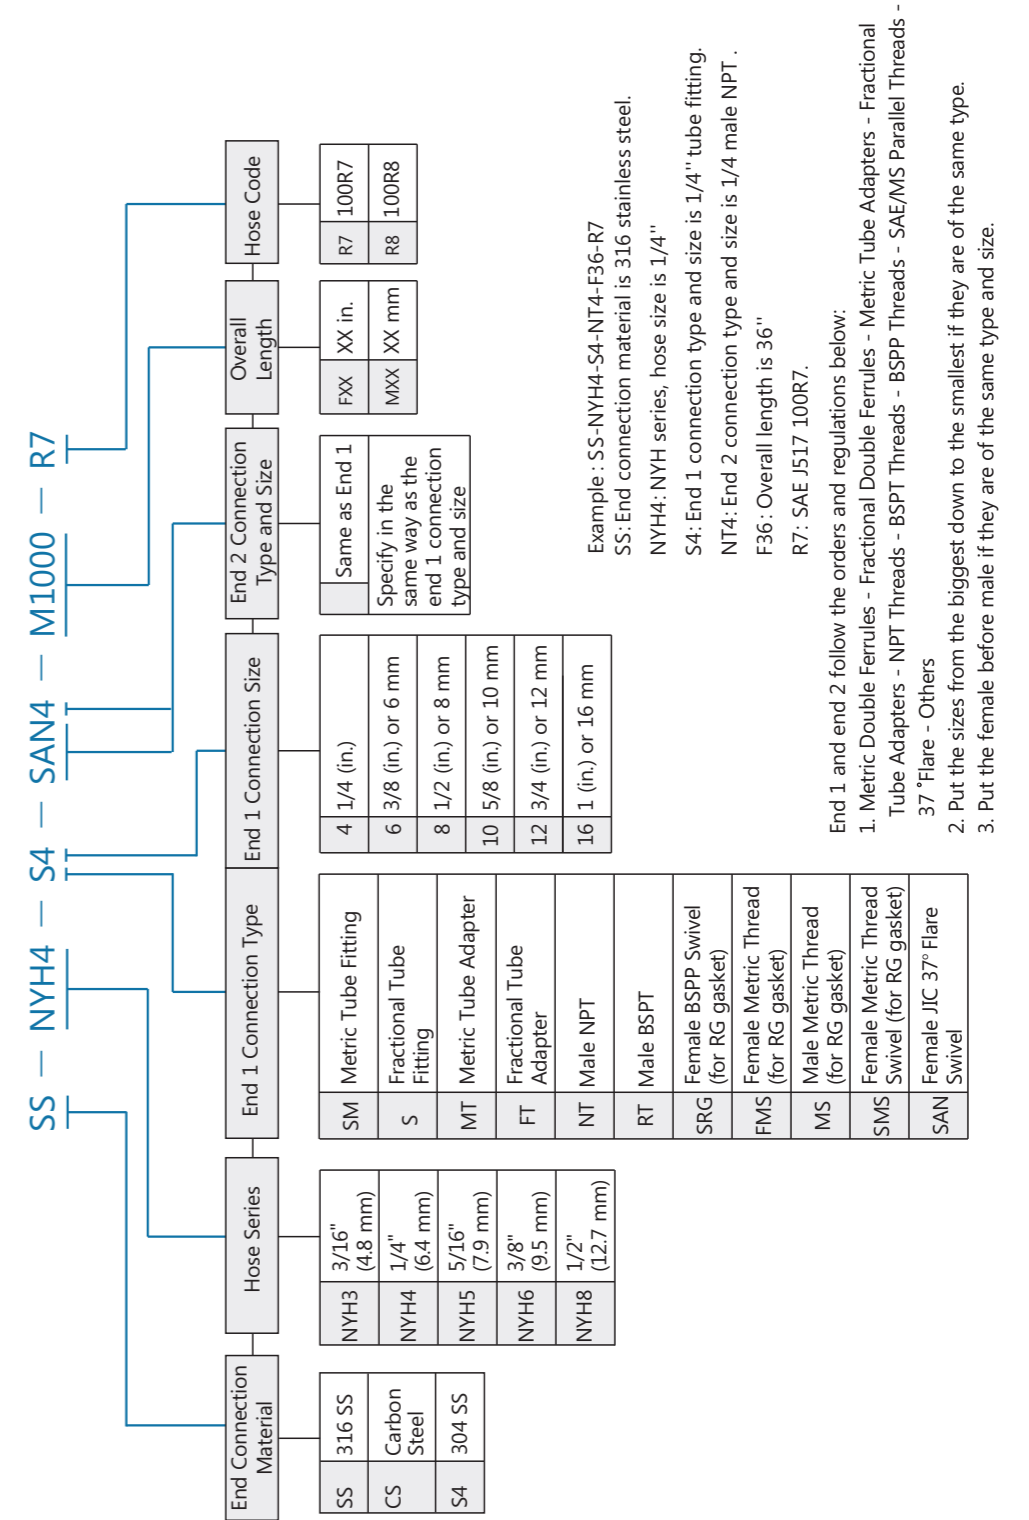 SS — NYH4 — S4 — SAN4 — M1000 — R7
End Connection
Material
SS 316 SS
CS Carbon
Steel
S4 304 SS
Hose Series
NYH3 3/16"
(4.8 mm)
NYH4 1/4"
(6.4 mm)
NYH5 5/16"
(7.9 mm)
NYH6 3/8"
(9.5 mm)
NYH8 1/2"
(12.7 mm)
End 1 Connection Type
SM Metric Tube Fitting
S Fractional Tube
Fitting
MT Metric Tube Adapter
FT Fractional Tube
Adapter
NT Male NPT
RT Male BSPT
SRG Female BSPP Swivel
(for RG gasket)
FMS Female Metric Thread
(for RG gasket)
MS Male Metric Thread
(for RG gasket)
SMS Female Metric Thread
Swivel (for RG gasket)
SAN Female JIC 37° Flare
Swivel
End 1 Connection Size
4 1/4 (in.)
6 3/8 (in.) or 6 mm
8 1/2 (in.) or 8 mm
10 5/8 (in.) or 10 mm
12 3/4 (in.) or 12 mm
16 1 (in.) or 16 mm
End 2 Connection
Type and Size
Same as End 1
Specify in the
same way as the
end 1 connection
type and size
Overall
Length
FXX XX in.
MXX XX mm
Hose Code
R7 100R7
R8 100R8
Example : SS-NYH4-S4-NT4-F36-R7
SS: End connection material is 316 stainless steel.
NYH4: NYH series, hose size is 1/4''
S4: End 1 connection type and size is 1/4'' tube fitting.
NT4: End 2 connection type and size is 1/4 male NPT .
F36: Overall length is 36''
R7: SAE J517 100R7.
End 1 and end 2 follow the orders and regulations below:
1. Metric Double Ferrules - Fractional Double Ferrules - Metric Tube Adapters - Fractional
Tube Adapters - NPT Threads - BSPT Threads - BSPP Threads - SAE/MS Parallel Threads -
37 ˚Flare - Others
2. Put the sizes from the biggest down to the smallest if they are of the same type.
3. Put the female before male if they are of the same type and size.